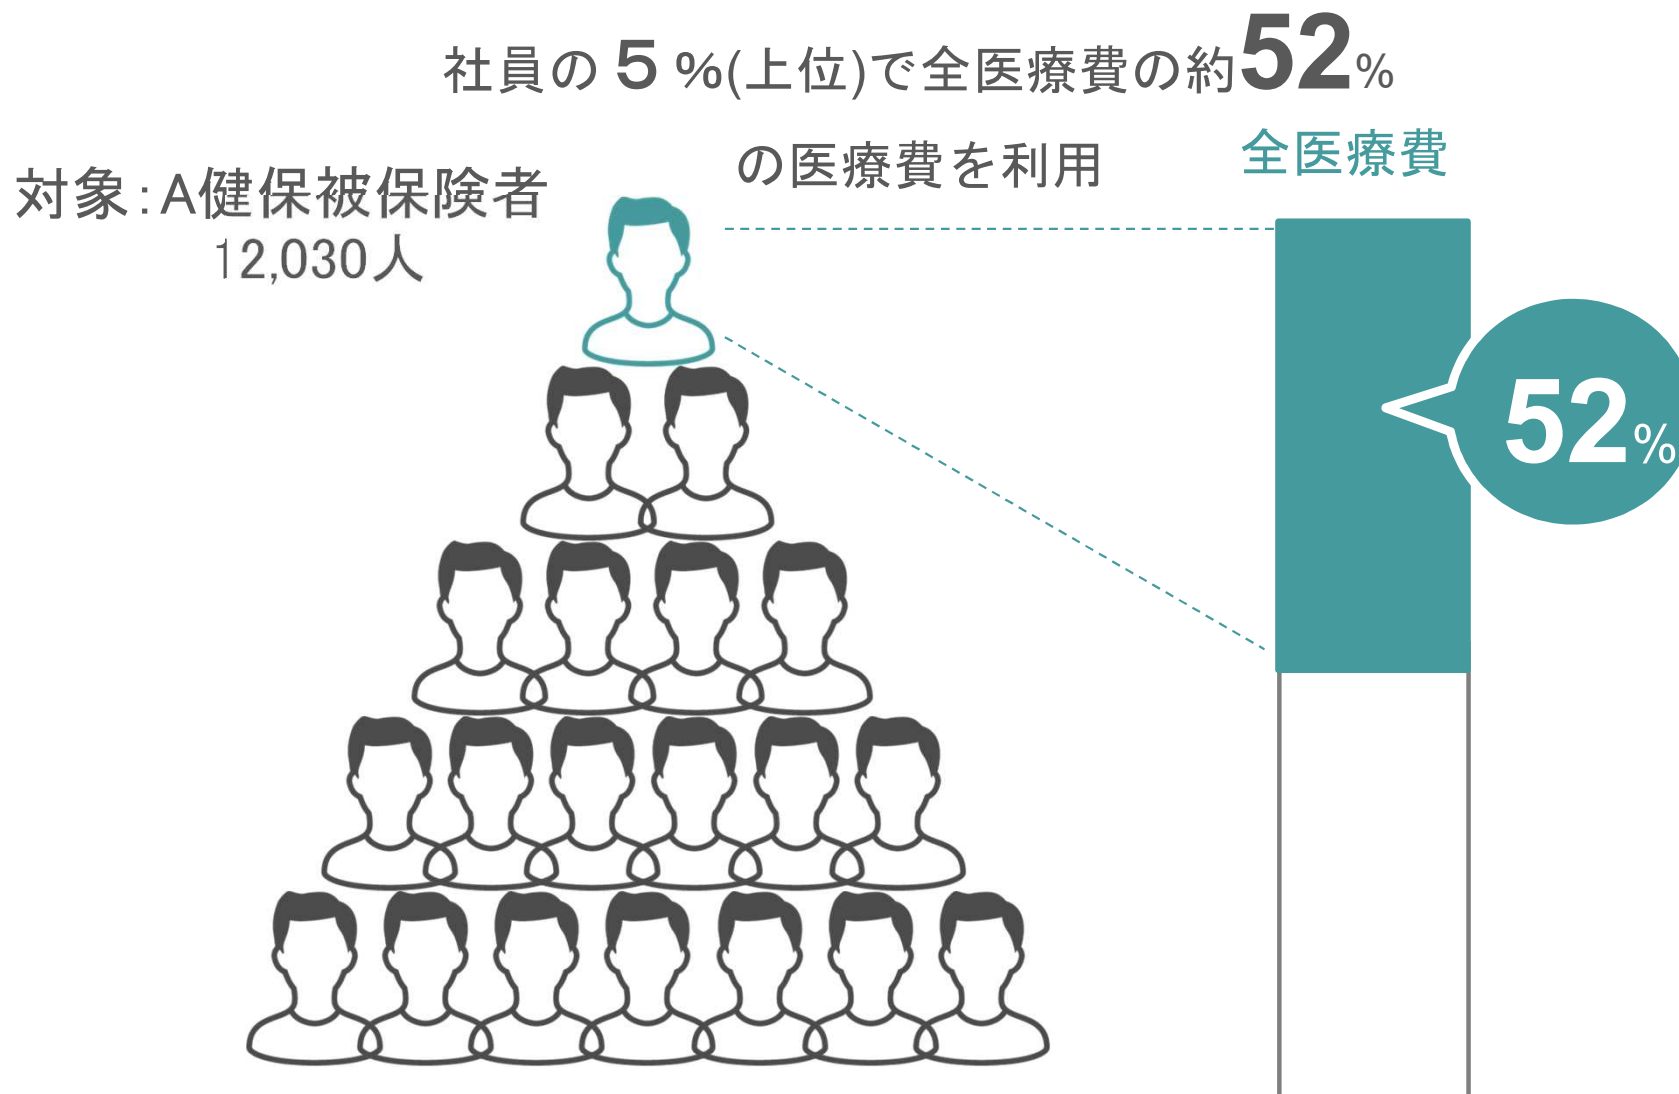 社員の５%(上位)で全医療費の約52%
の医療費を利用
全医療費
対象:A健保被保険者
12,030人
52%